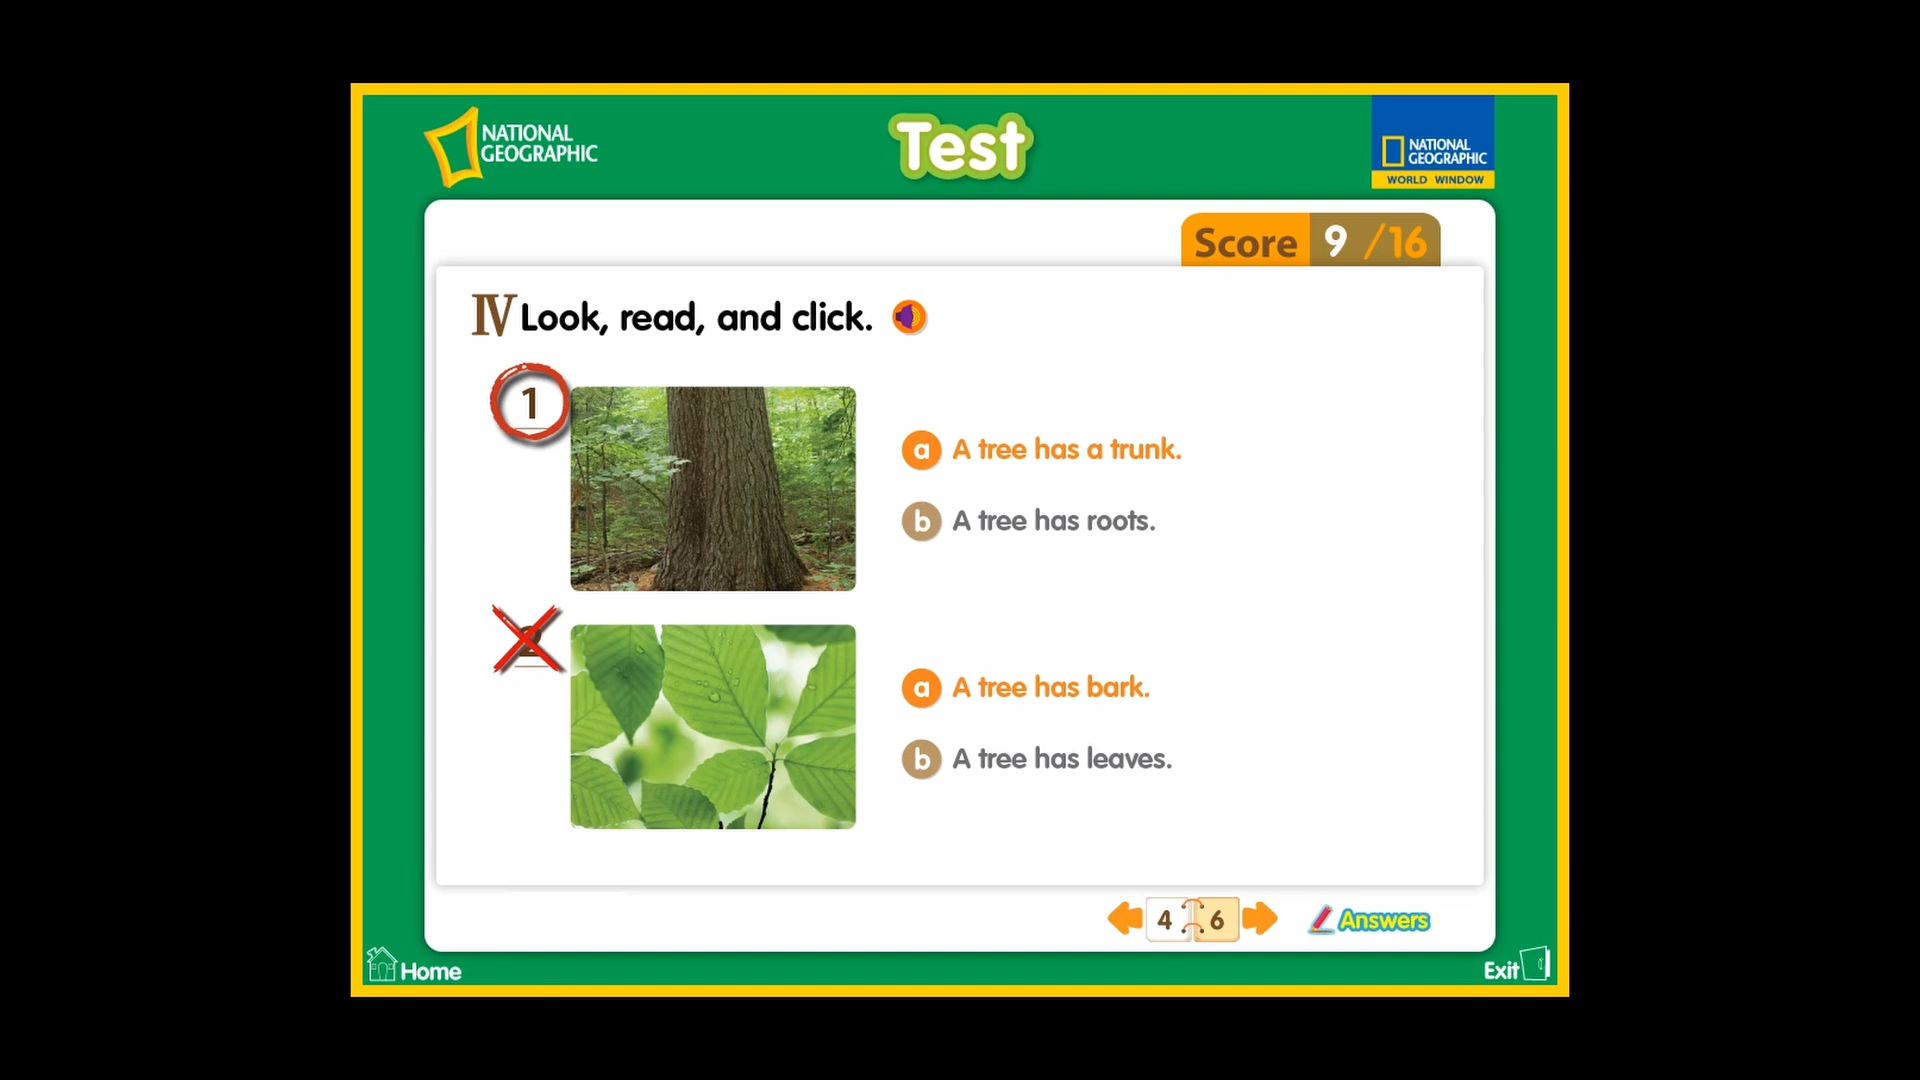 NATIONAL
GEOGRAPHIC
Test
NATIONAL
GEOGRAPHIC
WORLD WINDOW
Score 9 /16
IV Look, read, and click.
1
a A tree has a trunk.
b A tree has roots.
2
a A tree has bark.
b A tree has leaves.
4 6 Answers
Home
Exit